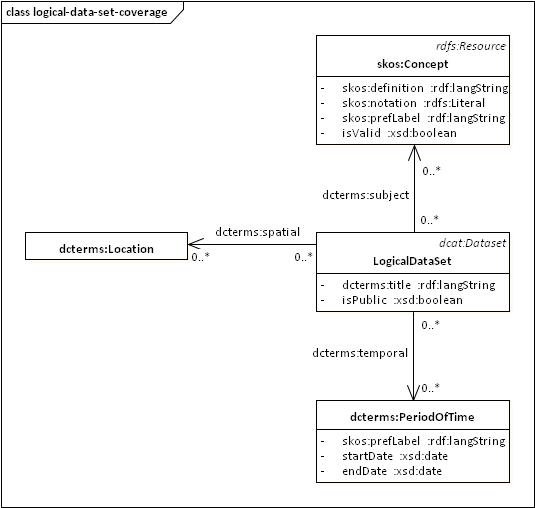 class logical-data-set-coverage
rdfs:Resource
skos:Concept
- skos:definition :rdf:langString
- skos:notation :rdfs:Literal
- skos:prefLabel :rdf:langString
- isValid :xsd:boolean
0..*
dcterms:subject
0..*
dcterms:spatial
dcterms:Location
0..*
0..*
dcat:Dataset
LogicalDataSet
- dcterms:title :rdf:langString
- isPublic :xsd:boolean
0..*
dcterms:temporal
0..*
dcterms:PeriodOfTime
- skos:prefLabel :rdf:langString
- startDate :xsd:date
- endDate :xsd:date